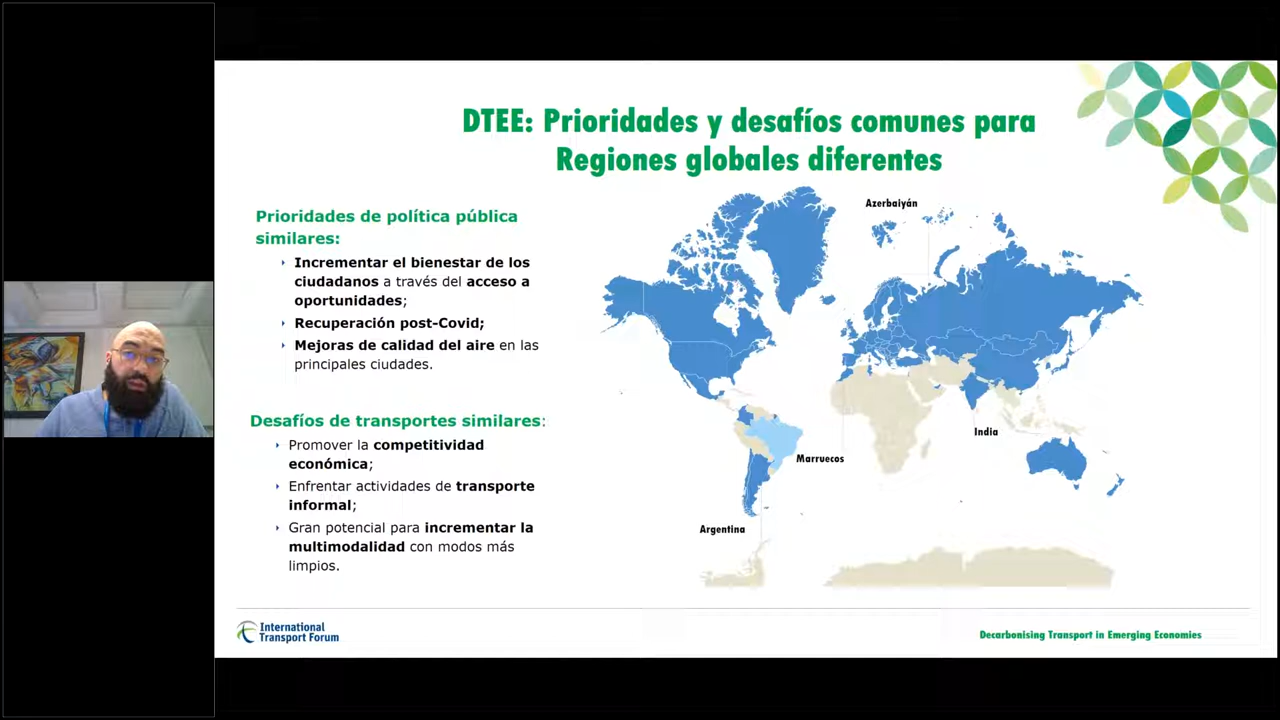 DTEE: Prioridades y desafíos comunes para
Regiones globales diferentes
Prioridades de política pública
similares:
Incrementar el bienestar de los
ciudadanos a través del acceso a
oportunidades;
Recuperación post-Covid;
Mejoras de calidad del aire en las
principales ciudades.
Desafíos de transportes similares:
Promover la competitividad
económica;
Enfrentar actividades de transporte
informal;
Gran potencial para incrementar la
multimodalidad con modos más
limpios.
Azerbaiyán
India
Marruecos
Argentina
International
Transport Forum
Decarbonising Transport in Emerging Economies